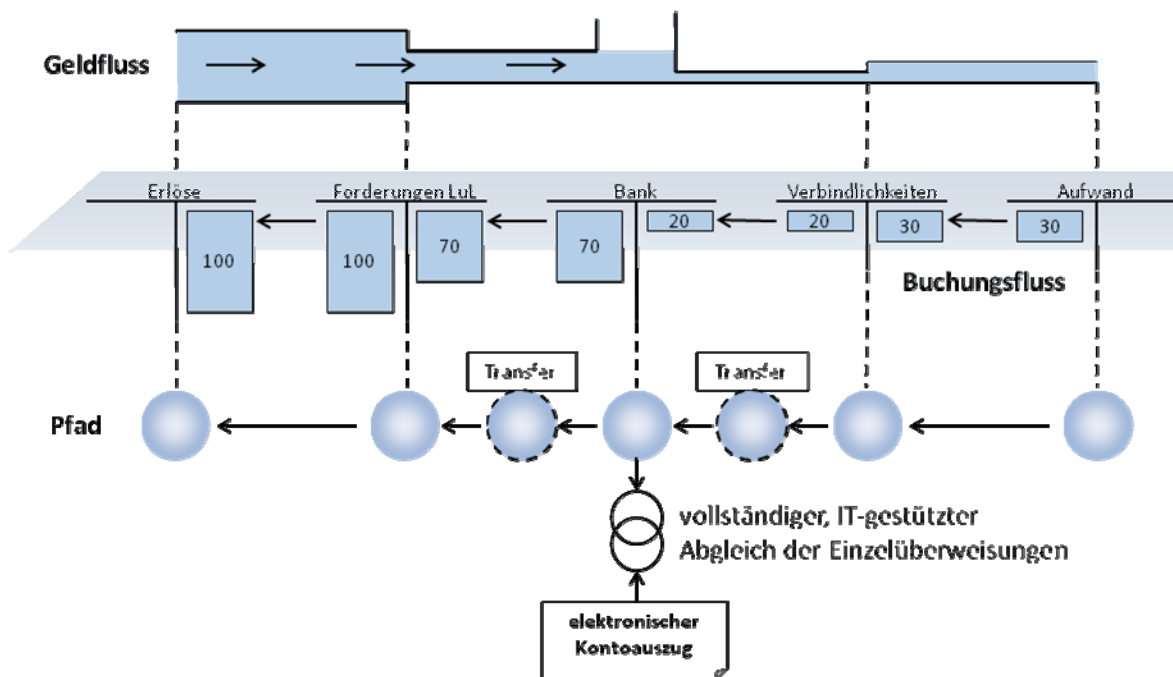 Geldfluss
Erlöse Forderungen LuL Bank Verbindlichkeiten Aufwand
100 100 70 70 20 20 30 30
Buchungsfluss
Transfer Transfer
Pfad
vollständiger, IT-gestützter
Abgleich der Einzelüberweisungen
elektronischer
Kontoauszug